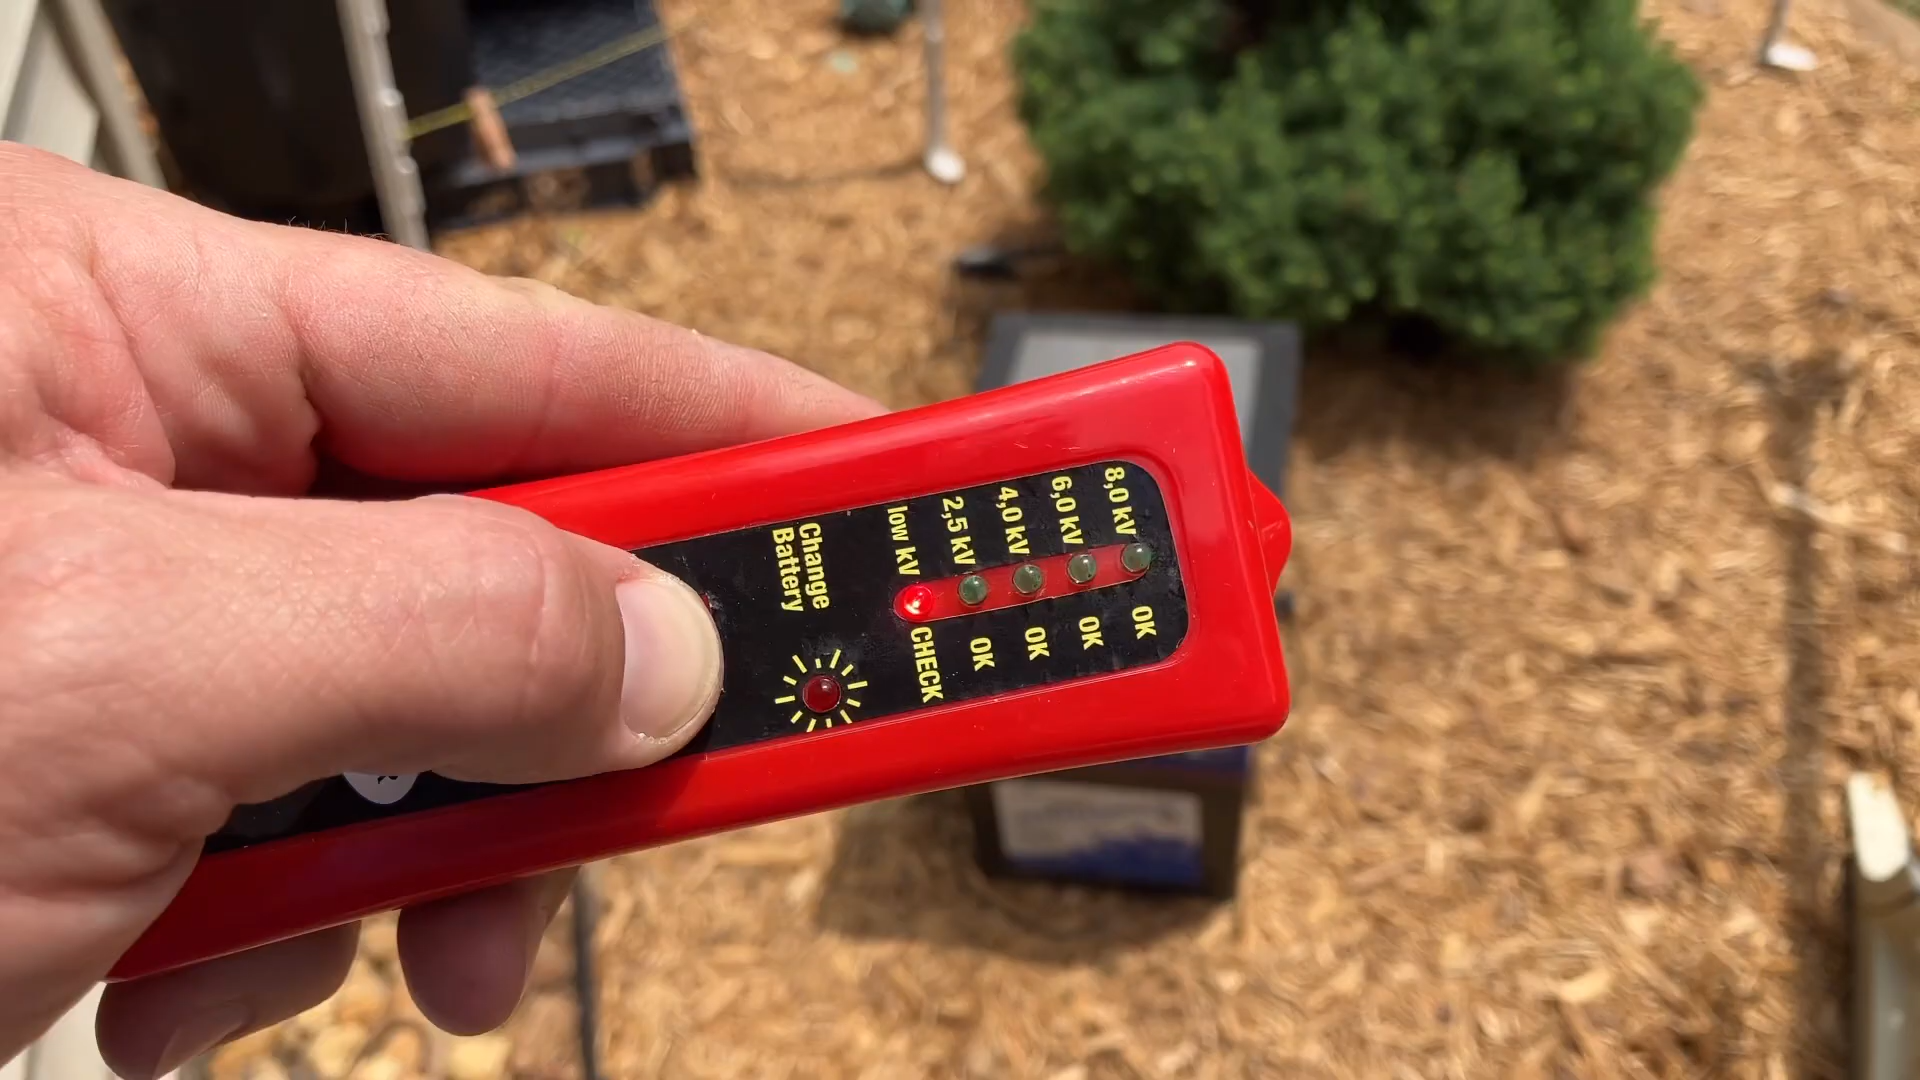 Change
Battery
low kV
2,5 kV
4,0 kV
6,0 kV
8,0 kV
CHECK
OK
OK
OK
OK